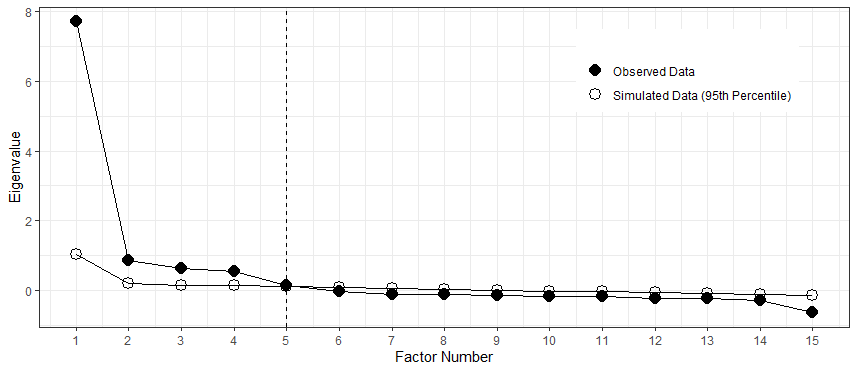 Observed Data
Simulated Data (95th Percentile)
8
6
4
2
0
Eigenvalue
1 2 3 4 5 6 7 8 9 10 11 12 13 14 15
Factor Number